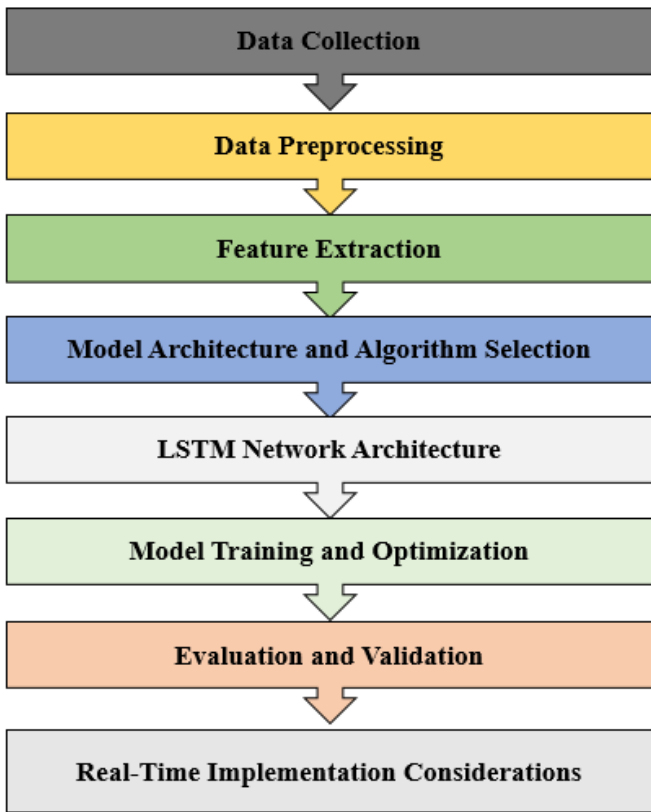 Data Collection
Data Preprocessing
Feature Extraction
Model Architecture and Algorithm Selection
LSTM Network Architecture
Model Training and Optimization
Evaluation and Validation
Real-Time Implementation Considerations